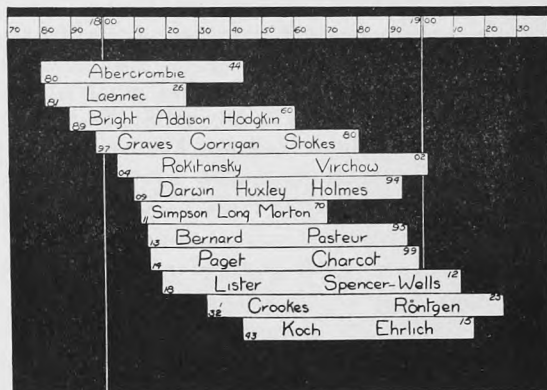 1800 1900
70 80 90 10 20 30 40 50 60 70 80 90 10 20 30
80 Abercrombie 44
81 Laennec 26
89 Bright Addison Hodgkin 60
97 Graves Corrigan Stokes 80
04 Rokitansky Virchow 02
09 Darwin Huxley Holmes 94
11 Simpson Long Morton 70
13 Bernard Pasteur 95
14 Paget Charcot 99
18 Lister Spencer-Wells 12
32 Crookes Röntgen 23
43 Koch Ehrlich 15